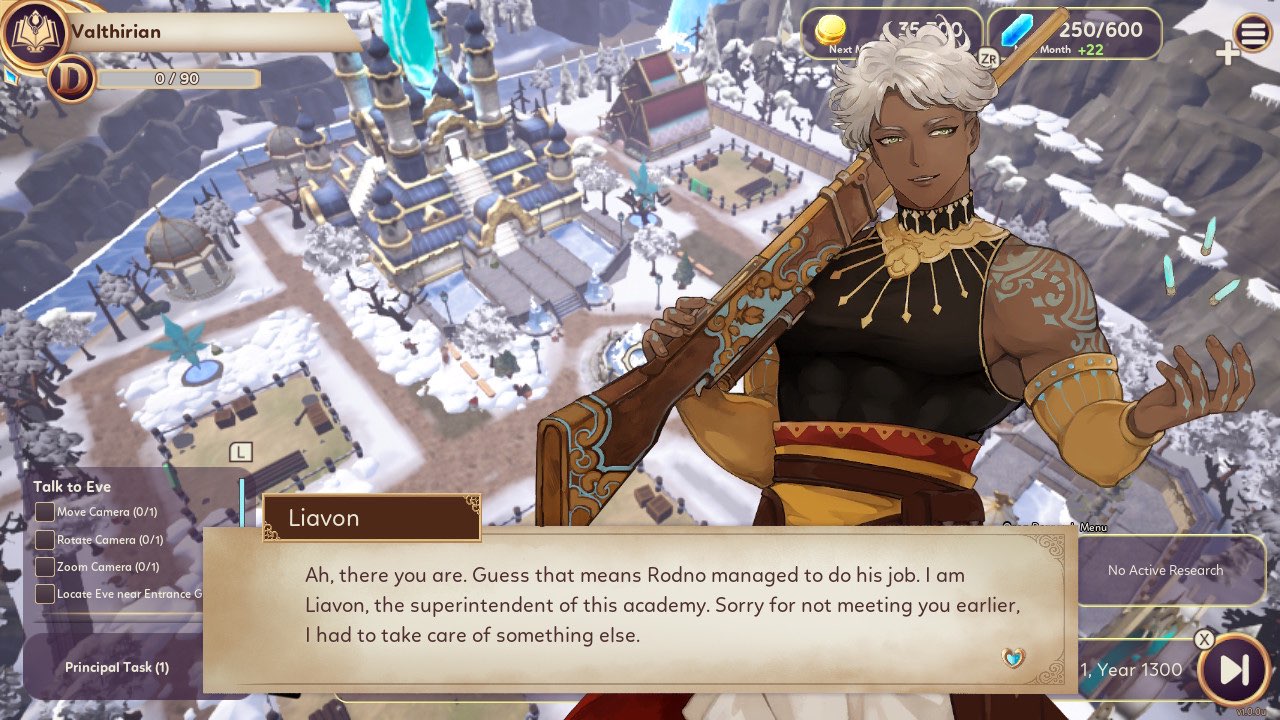 Valthirian
D
0 / 90
Next M
Month +22
250/600
ZR
L
Talk to Eve
Move Camera (0/1)
Rotate Camera (0/1)
Zoom Camera (0/1)
Locate Eve near Entrance G
Principal Task (1)
Liavon
Ah, there you are. Guess that means Rodno managed to do his job. I am
Liavon, the superintendent of this academy. Sorry for not meeting you earlier,
I had to take care of something else.
Menu
No Active Research
X
1, Year 1300